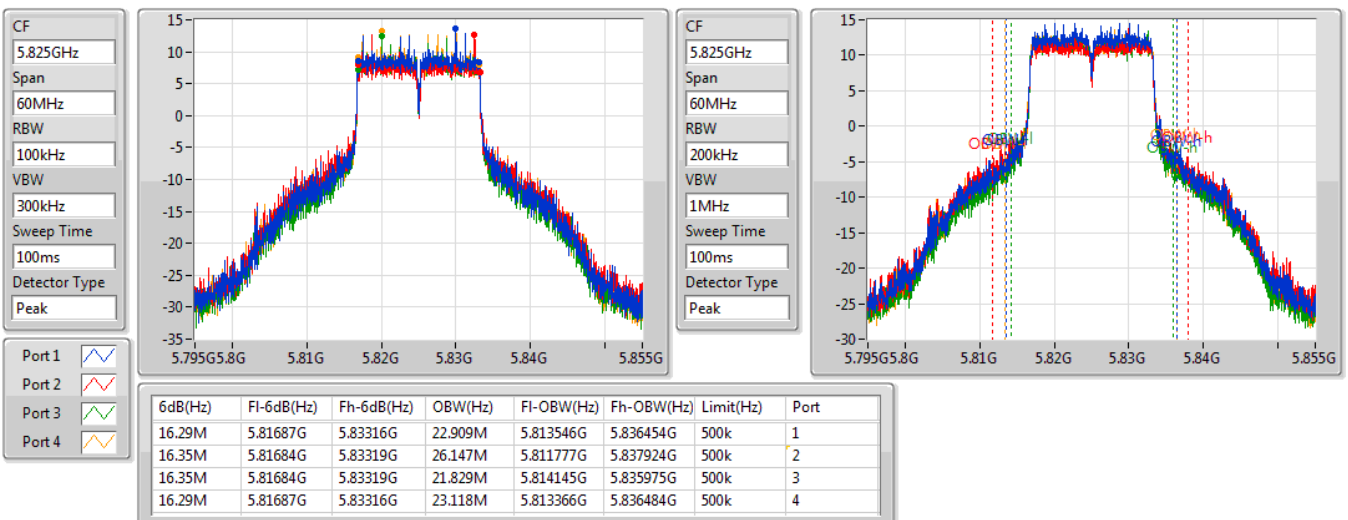 CF
5.825GHz
Span
60MHz
RBW
100kHz
VBW
300kHz
Sweep Time
100ms
Detector Type
Peak
15
10
5
0
-5
-10
-15
-20
-25
-30
-35
5.795G 5.8G 5.81G 5.82G 5.83G 5.84G 5.855G
CF
5.825GHz
Span
60MHz
RBW
200kHz
VBW
1MHz
Sweep Time
100ms
Detector Type
Peak
15
10
5
0
-5
-10
-15
-20
-25
-30
5.795G 5.8G 5.81G 5.82G 5.83G 5.84G 5.855G
Port 1
Port 2
Port 3
Port 4
6dB(Hz) Fl-6dB(Hz) Fh-6dB(Hz) OBW(Hz) Fl-OBW(Hz) Fh-OBW(Hz) Limit(Hz) Port
16.29M 5.81687G 5.83316G 22.909M 5.813546G 5.836454G 500k 1
16.35M 5.81684G 5.83319G 26.147M 5.811777G 5.837924G 500k 2
16.35M 5.81684G 5.83319G 21.829M 5.814145G 5.835975G 500k 3
16.29M 5.81687G 5.83316G 23.118M 5.813366G 5.836484G 500k 4